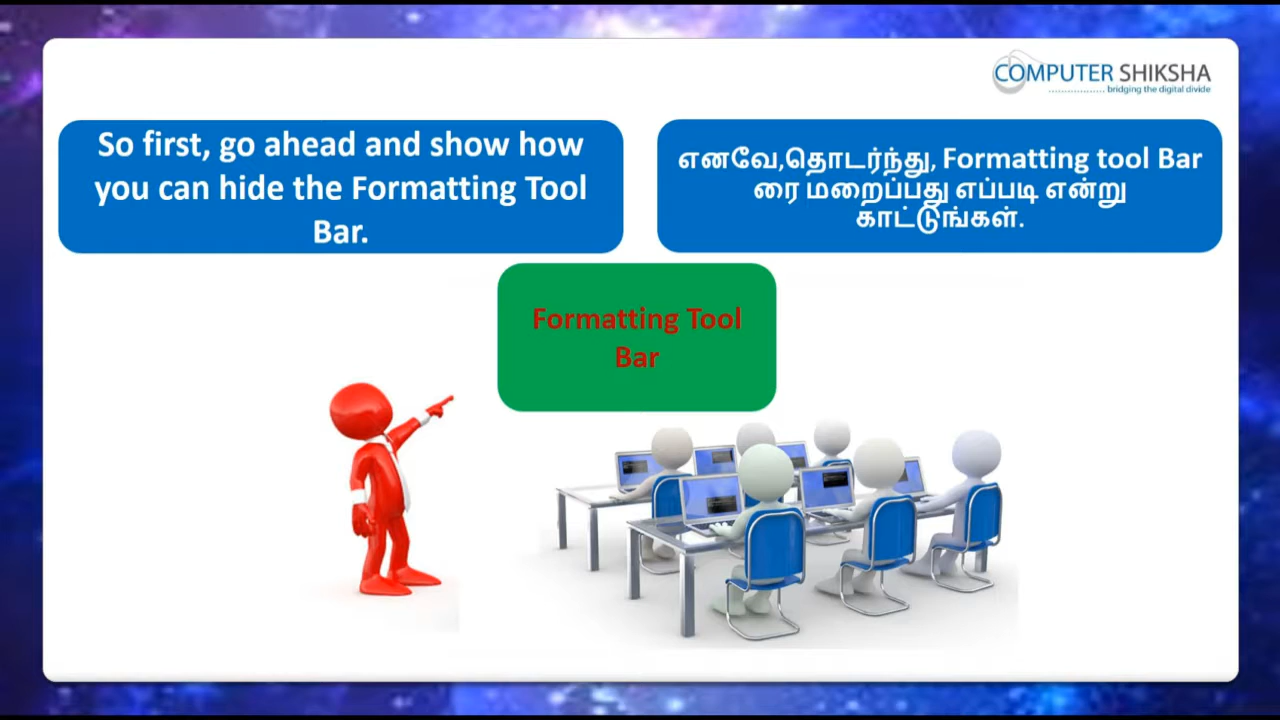 COMPUTER SHIKSHA
bridging the digital divide
So first, go ahead and show how
you can hide the Formatting Tool
Bar.
எனவே,தொடர்ந்து, Formatting tool Bar
ரை மறைப்பது எப்படி என்று
காட்டுங்கள்.
Formatting Tool
Bar